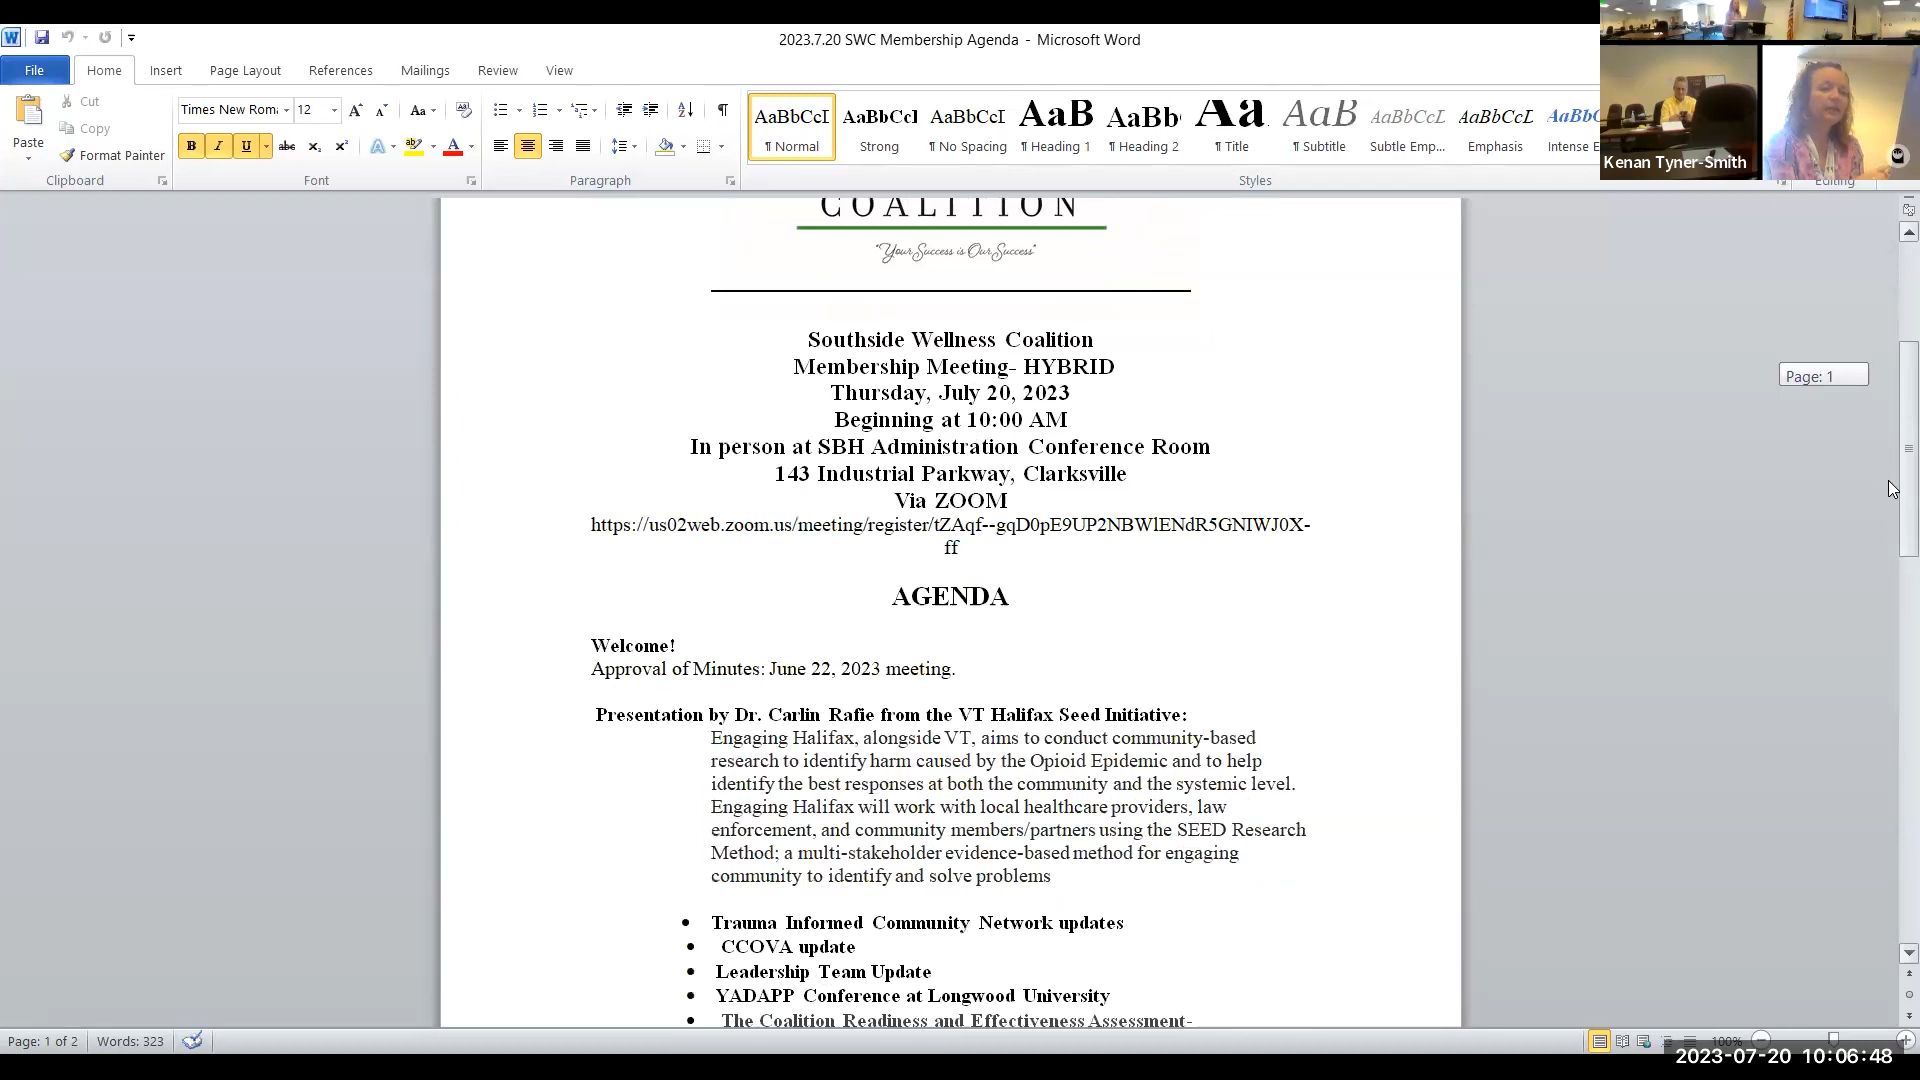 2023.7.20 SWC Membership Agenda - Microsoft Word
File Home Insert Page Layout References Mailings Review View
Paste
Cut
Copy
Format Painter
Clipboard
Times New Roma 12
Font
Paragraph
AaBbCcI AaBbCcI AaBbCcI AaB AaBb( Aa. AaB AaBbCcL AaBbCcL AaBbC
¶ Normal Strong ¶ No Spacing ¶ Heading 1 ¶ Heading 2 ¶ Title ¶ Subtitle Subtle Emp... Emphasis Intense E
Styles
Editing
Kenan Tyner-Smith
COALITION
"Your Success is Our Success"
Southside Wellness Coalition
Membership Meeting- HYBRID
Thursday, July 20, 2023
Beginning at 10:00 AM
In person at SBH Administration Conference Room
143 Industrial Parkway, Clarksville
Via ZOOM
https://us02web.zoom.us/meeting/register/tZAqf--gqD0pE9UP2NBWlENdR5GNIWJ0X-
ff
AGENDA
Welcome!
Approval of Minutes: June 22, 2023 meeting.
Presentation by Dr. Carlin Rafie from the VT Halifax Seed Initiative:
Engaging Halifax, alongside VT, aims to conduct community-based
research to identify harm caused by the Opioid Epidemic and to help
identify the best responses at both the community and the systemic level.
Engaging Halifax will work with local healthcare providers, law
enforcement, and community members/partners using the SEED Research
Method; a multi-stakeholder evidence-based method for engaging
community to identify and solve problems
• Trauma Informed Community Network updates
• CCOVA update
• Leadership Team Update
• YADAPP Conference at Longwood University
• The Coalition Readiness and Effectiveness Assessment-
Page: 1
Page: 1 of 2 Words: 323
100%
2023-07-20 10:06:48